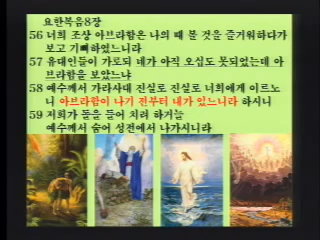 요한복음8장
56 너희 조상 아브라함은 나의 때 볼 것을 즐거워하다가
보고 기뻐하였느니라
57 유대인들이 가로되 네가 아직 오십도 못되었는데 아
브라함을 보았느냐
58 예수께서 가라사대 진실로 진실로 너희에게 이르노
니 아브라함이 나기 전부터 내가 있느니라 하시니
59 저희가 돌을 들어 치려 하거늘
예수께서 숨어 성전에서 나가시니라